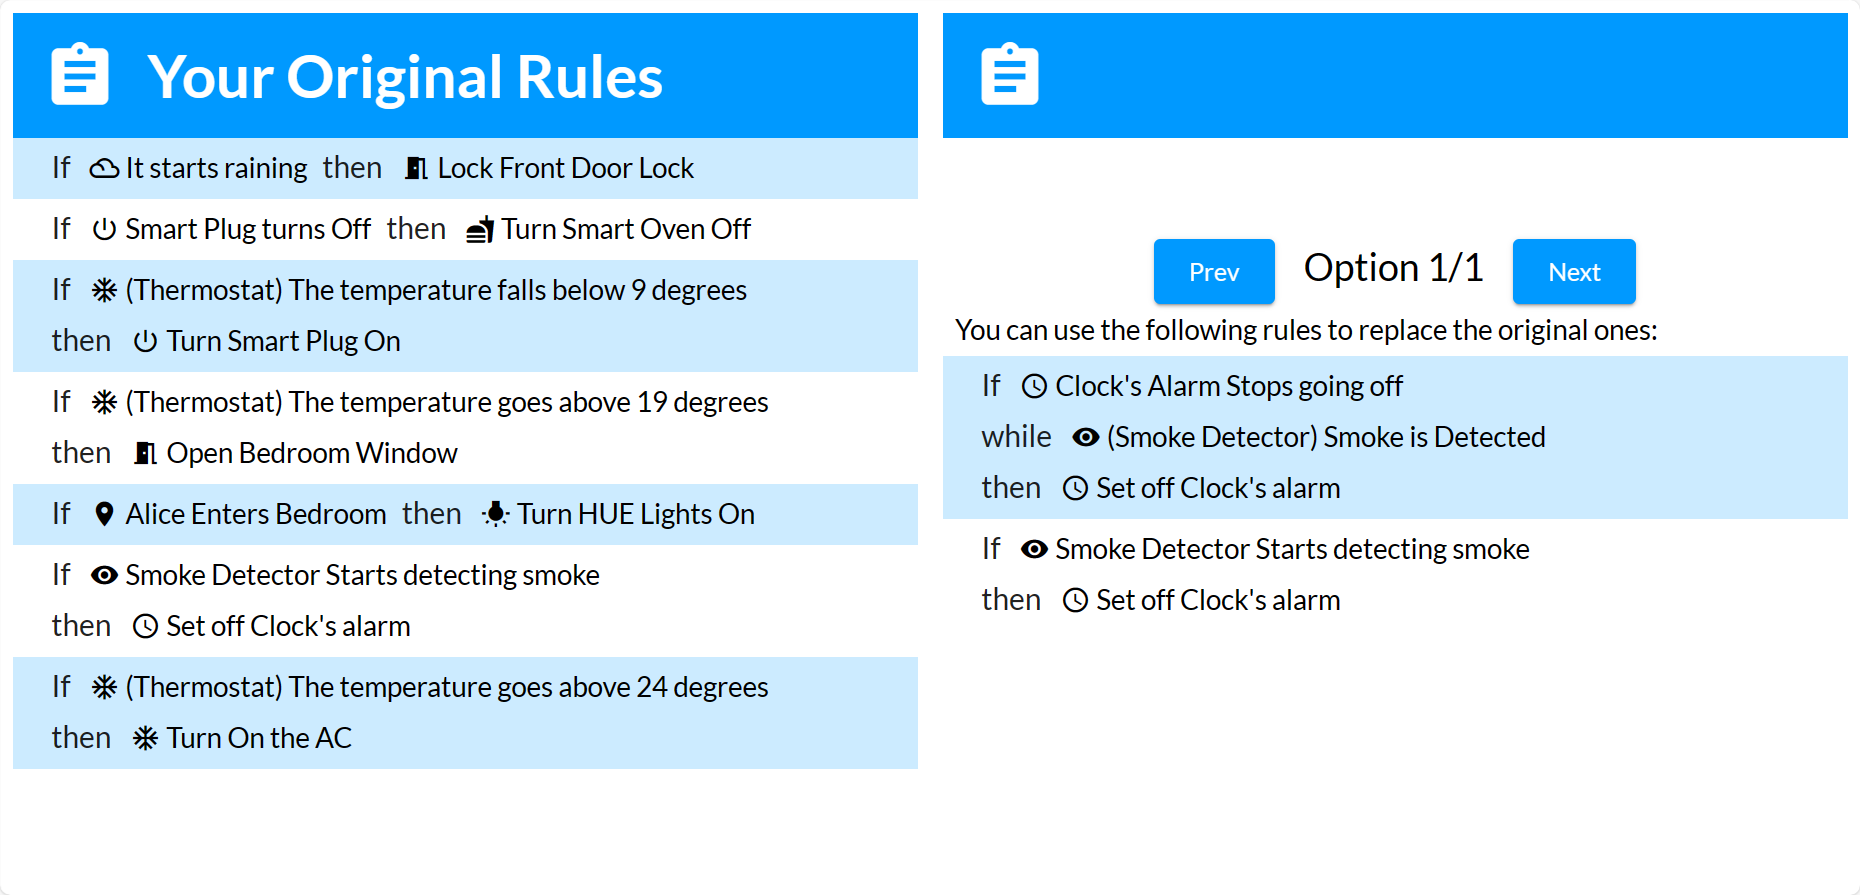 Your Original Rules
If It starts raining then Lock Front Door Lock
If Smart Plug turns Off then Turn Smart Oven Off
If (Thermostat) The temperature falls below 9 degrees
then Turn Smart Plug On
If (Thermostat) The temperature goes above 19 degrees
then Open Bedroom Window
If Alice Enters Bedroom then Turn HUE Lights On
If Smoke Detector Starts detecting smoke
then Set off Clock's alarm
If (Thermostat) The temperature goes above 24 degrees
then Turn On the AC
Prev Option 1/1 Next
You can use the following rules to replace the original ones:
If Clock's Alarm Stops going off
while (Smoke Detector) Smoke is Detected
then Set off Clock's alarm
If Smoke Detector Starts detecting smoke
then Set off Clock's alarm